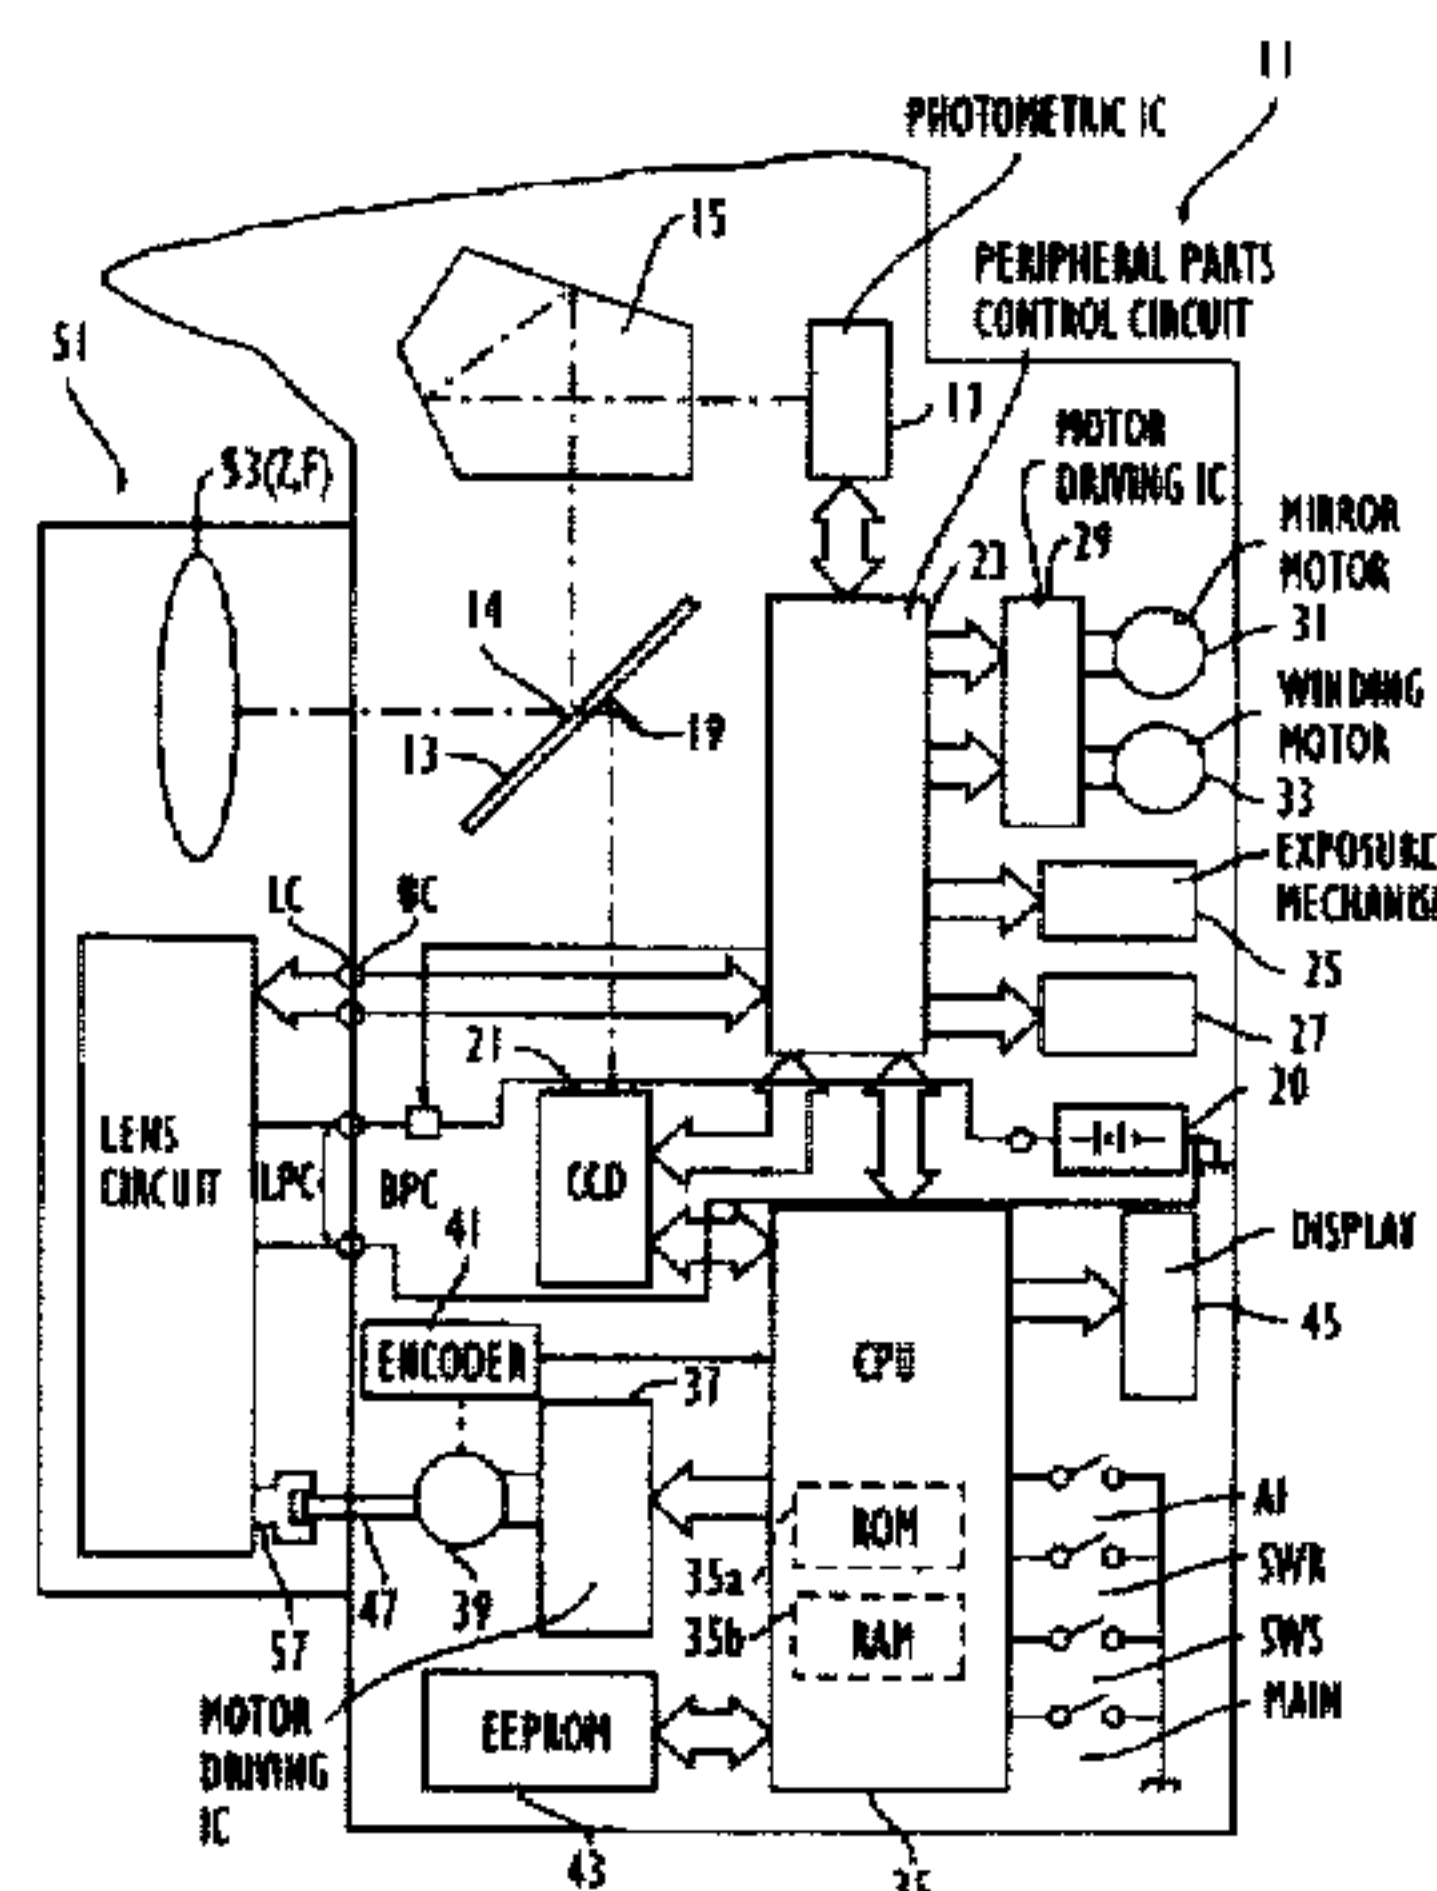 11
PHOTOMETRIC IC
15
PERIPHERAL PARTS
CONTROL CIRCUIT
51
17
MOTOR
DRIVING IC
53(Z,F)
29
MIRROR
MOTOR
23
14
31
WINDING
MOTOR
19
13
33
EXPOSURE
LC
25
21
27
20
LENS
CIRCUIT
CCD
LPC
BPC
DISPLAY
41
45
ENCODER
CPU
37
AF
ROM
35a
SWR
47
39
35b
RAM
SWS
57
MAIN
MOTOR
DRIVING
IC
EEPROM
43